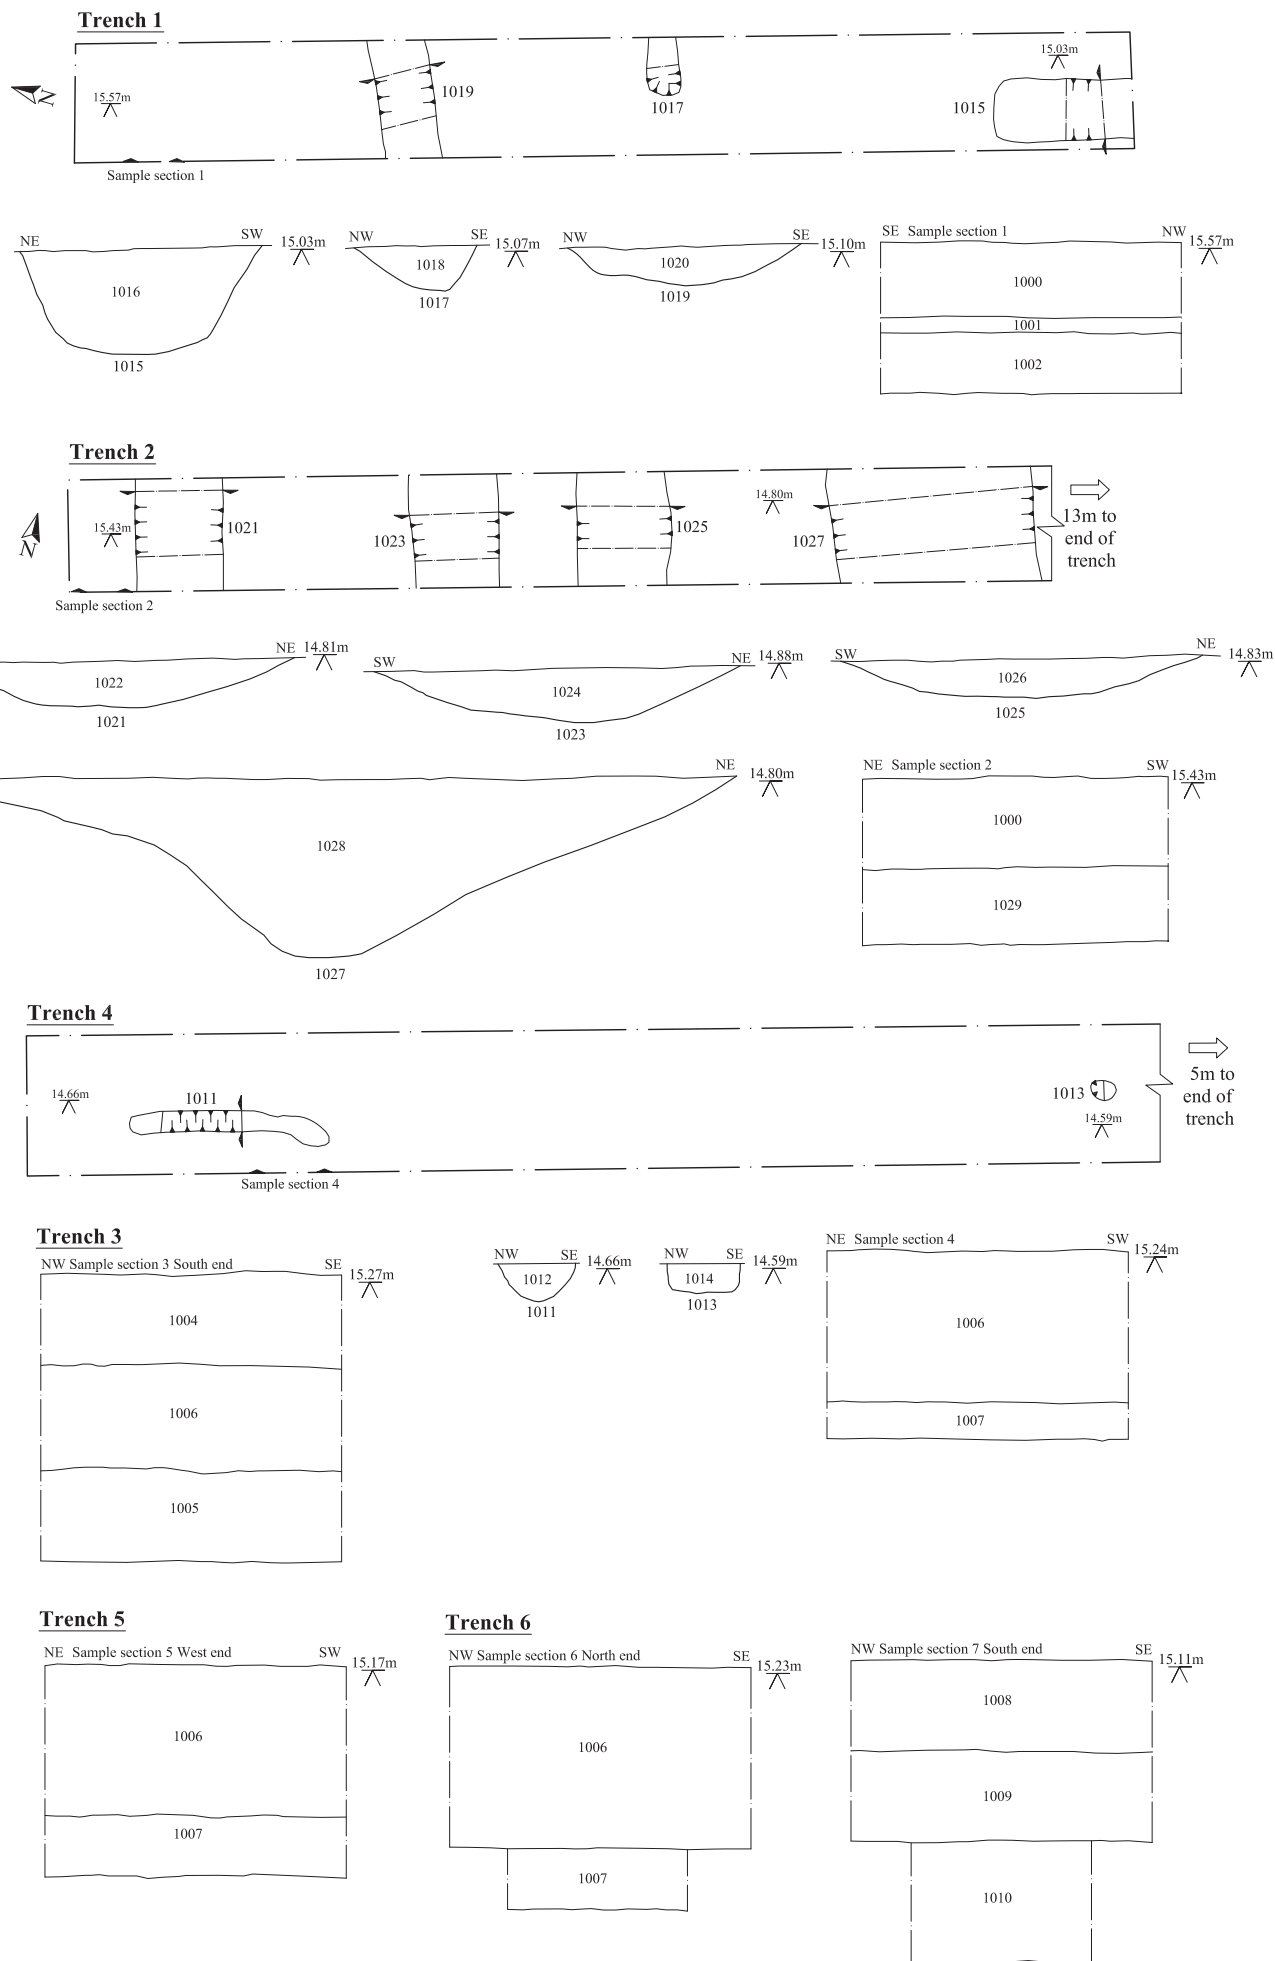 Trench 1
N
15.57m
1019
1017
15.03m
1015
Sample section 1
NE SW 15.03m
1016
1015
NW SE 15.07m
1018
1017
NW SE 15.10m
1020
1019
SE Sample section 1 NW 15.57m
1000
1001
1002
Trench 2
N
15.43m
1021
1023
1025
14.80m
1027
13m to
end of
trench
Sample section 2
NE 14.81m
1022
1021
SW NE 14.88m
1024
1023
SW NE 14.83m
1026
1025
NE 14.80m
1028
1027
NE Sample section 2 SW 15.43m
1000
1029
Trench 4
14.66m
1011
1013
14.59m
5m to
end of
trench
Sample section 4
Trench 3
NW Sample section 3 South end SE 15.27m
1004
1006
1005
NW SE 14.66m
1012
1011
NW SE 14.59m
1014
1013
NE Sample section 4 SW 15.24m
1006
1007
Trench 5
NE Sample section 5 West end SW 15.17m
1006
1007
Trench 6
NW Sample section 6 North end SE 15.23m
1006
1007
NW Sample section 7 South end SE 15.11m
1008
1009
1010